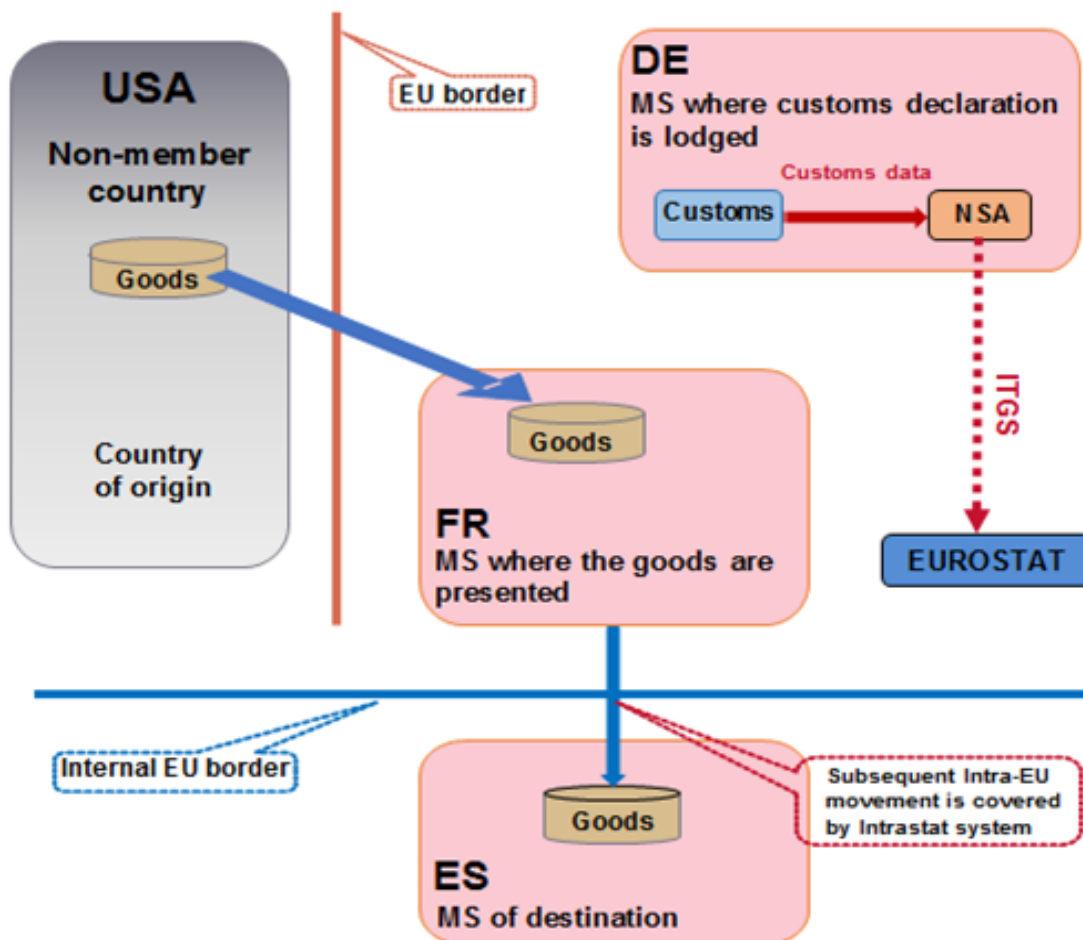 USA
Non-member
country
Goods
Country
of origin
EU border
DE
MS where customs declaration
is lodged
Customs data
Customs
NSA
ITGS
EUROSTAT
Goods
FR
MS where the goods are
presented
Internal EU border
Subsequent Intra-EU
movement is covered
by Intrastat system
Goods
ES
MS of destination